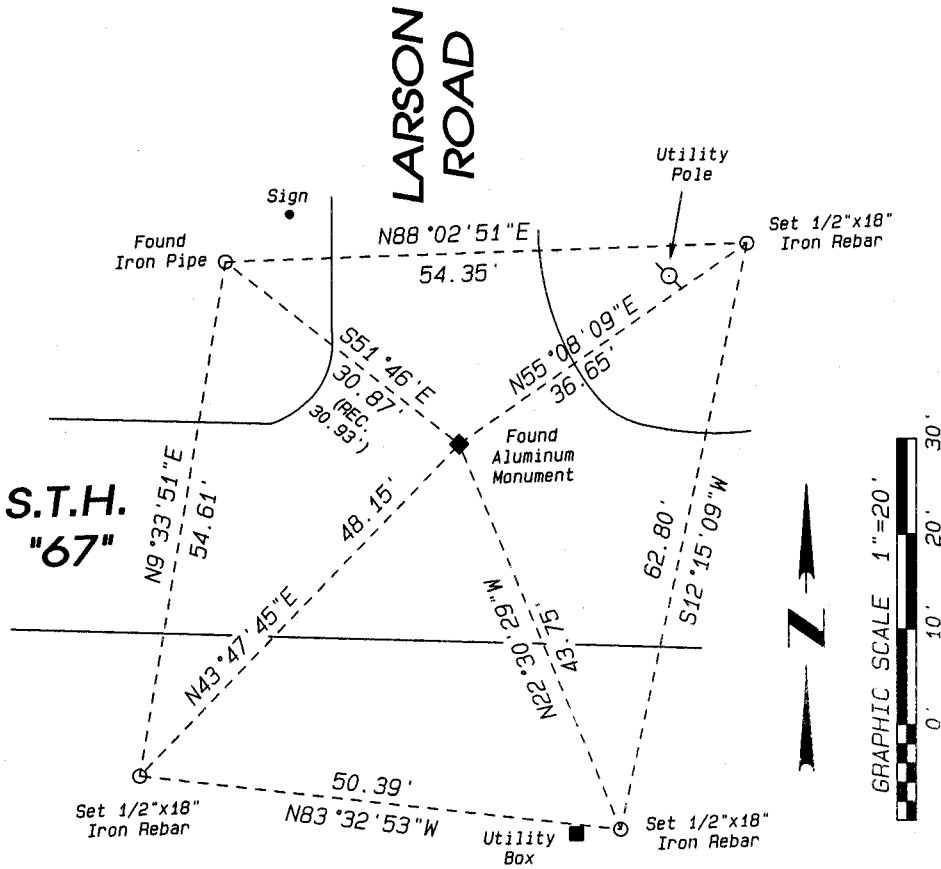 LARSON
ROAD
Utility
Pole
Sign
Set 1/2"x18"
Iron Rebar
Found
Iron Pipe
N88°02'51"E
54.35'
S51°46'E
30.87'
(REC.
30.93')
N55°08'09"E
36.65'
Found
Aluminum
Monument
S.T.H.
"67"
N9°33'51"E
54.61'
48.15'
N43°47'45"E
N22°30'29"W
43.75'
62.80'
S12°15'09"W
N
GRAPHIC SCALE 1"=20'
0'
10'
20'
30'
50.39'
N83°32'53"W
Set 1/2"x18"
Iron Rebar
Utility
Box
Set 1/2"x18"
Iron Rebar